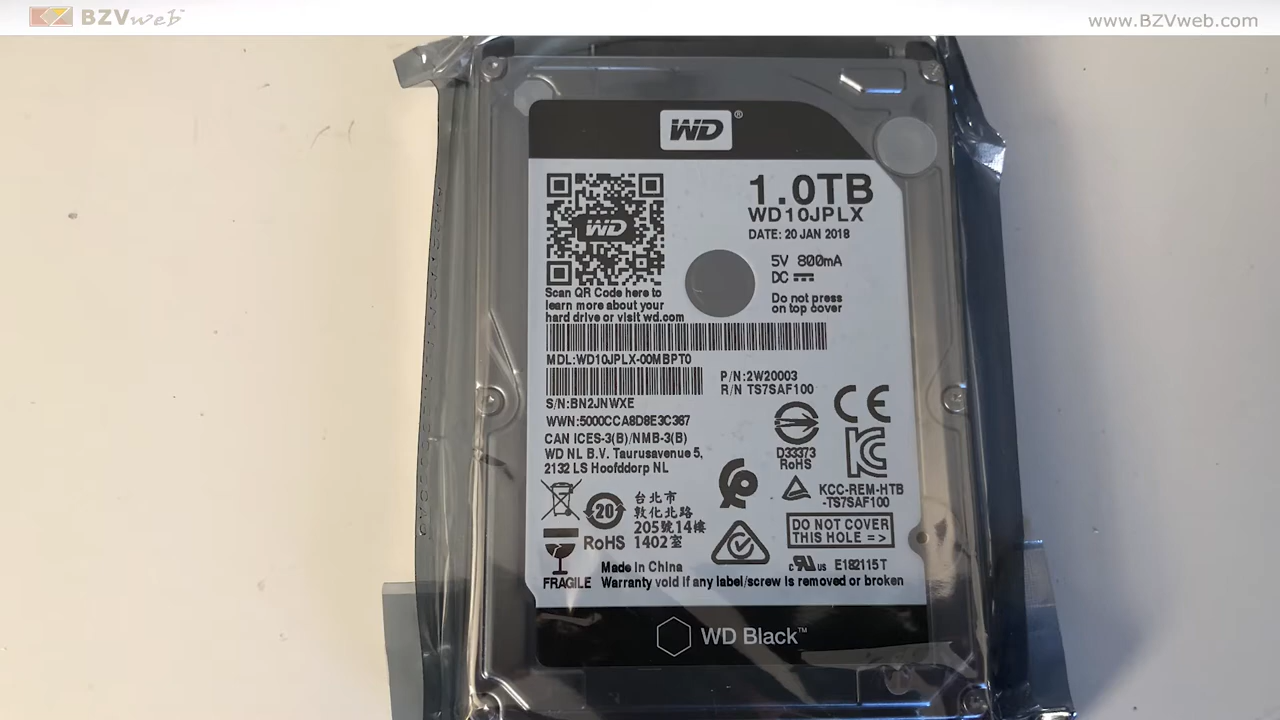 BZVweb
www.BZVweb.com
WD®
WD
1.0TB
WD10JPLX
DATE: 20 JAN 2018
5V 800mA
DC
Do not press
on top cover
Scan QR Code here to
learn more about your
hard drive or visit wd.com
MDL:WD10JPLX-00MBPT0
P/N:2W20003
R/N TS7SAF100
S/N:BN2JNWXE
WWN:5000CCA8D8E3C367
CAN ICES-3(B)/NMB-3(B)
WD NL B.V. Taurusavenue 5,
2132 LS Hoofddorp NL
CE
D33373
RoHS
KC
KCC-REM-HTB
-TS7SAF100
台北市
敦化北路
205號14樓
1402室
20
RoHS
DO NOT COVER
THIS HOLE =>
c UR us E182115T
FRAGILE
Made in China
Warranty void if any label/screw is removed or broken
WD Black™